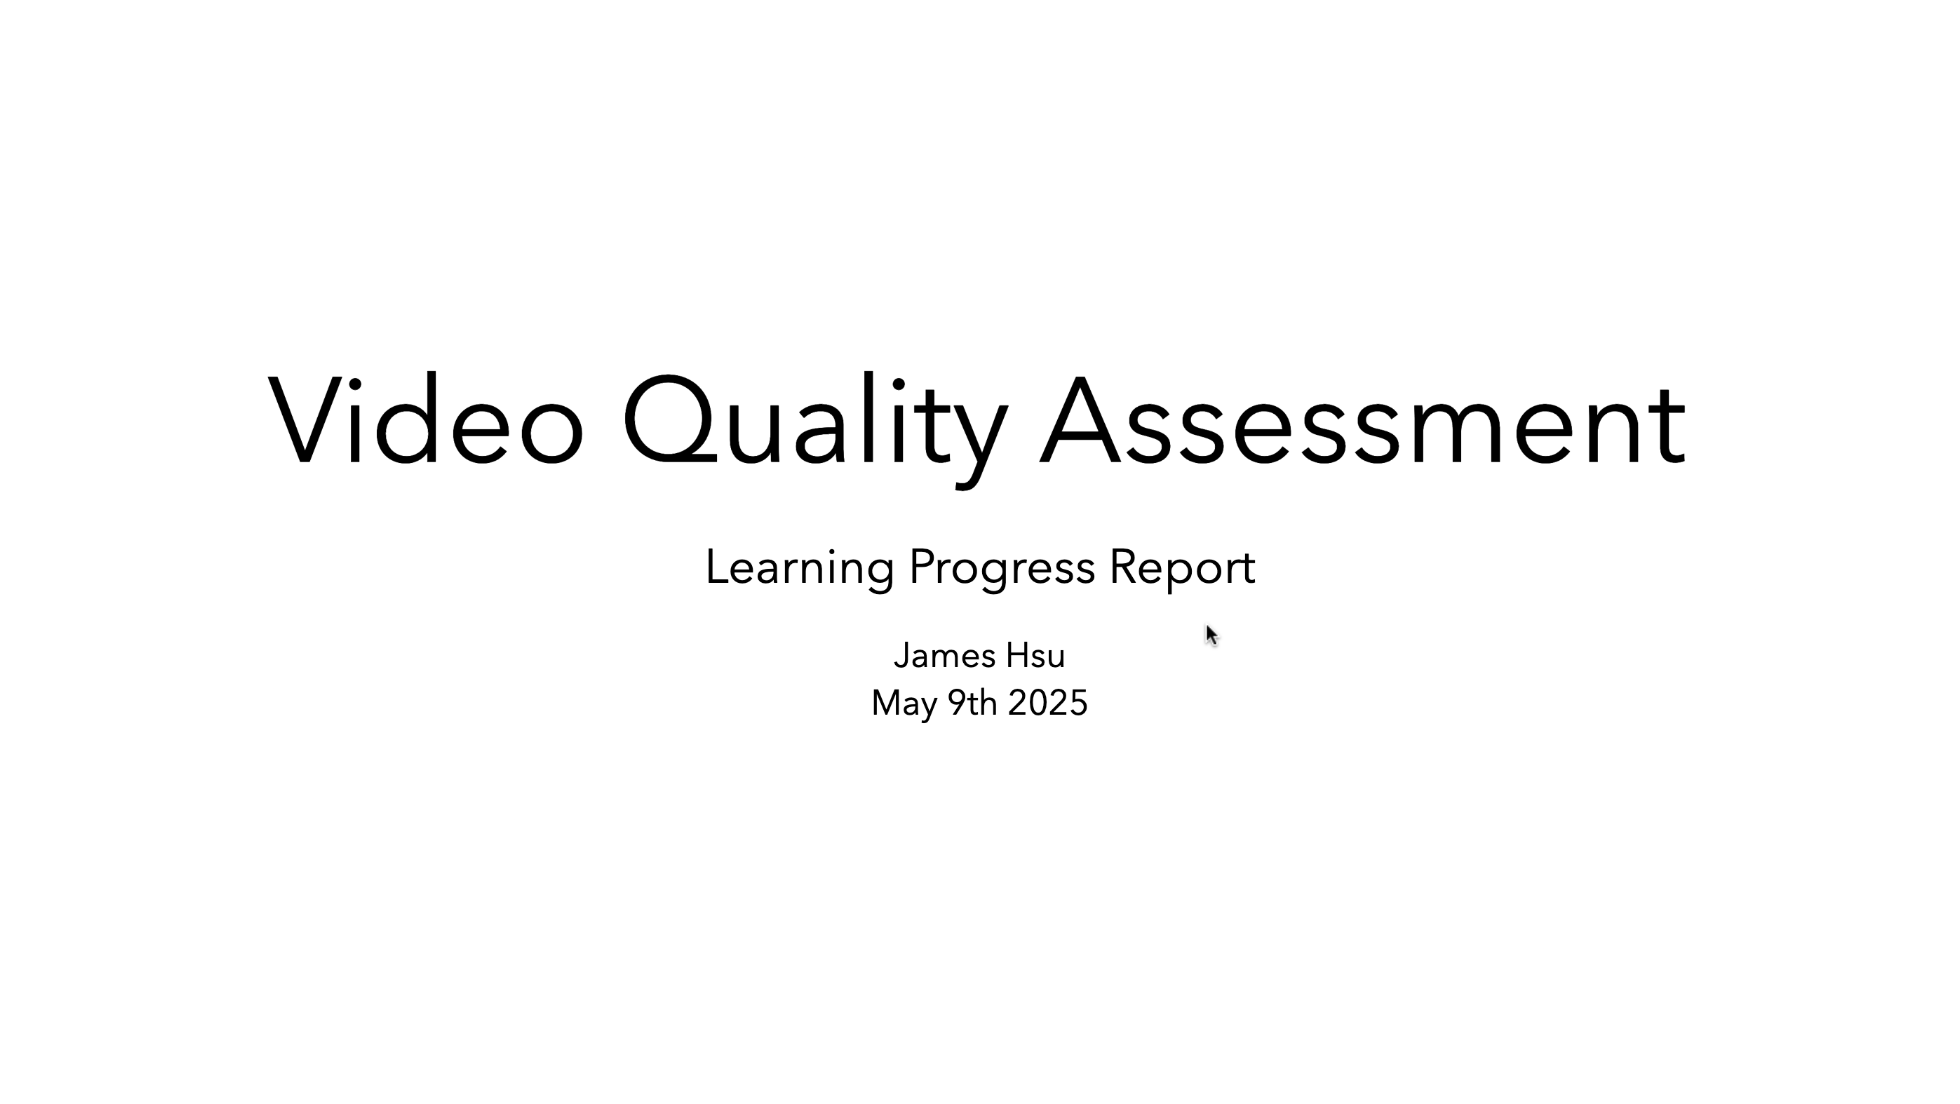 Video Quality Assessment
Learning Progress Report
James Hsu
May 9th 2025